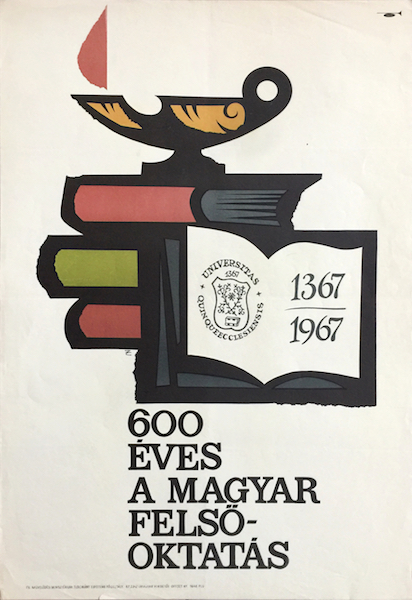 UNIVERSITAS
1367
QUINQUEECCLESIENSIS
1367
1967
600
ÉVES
A MAGYAR
FELSŐ-
OKTATÁS